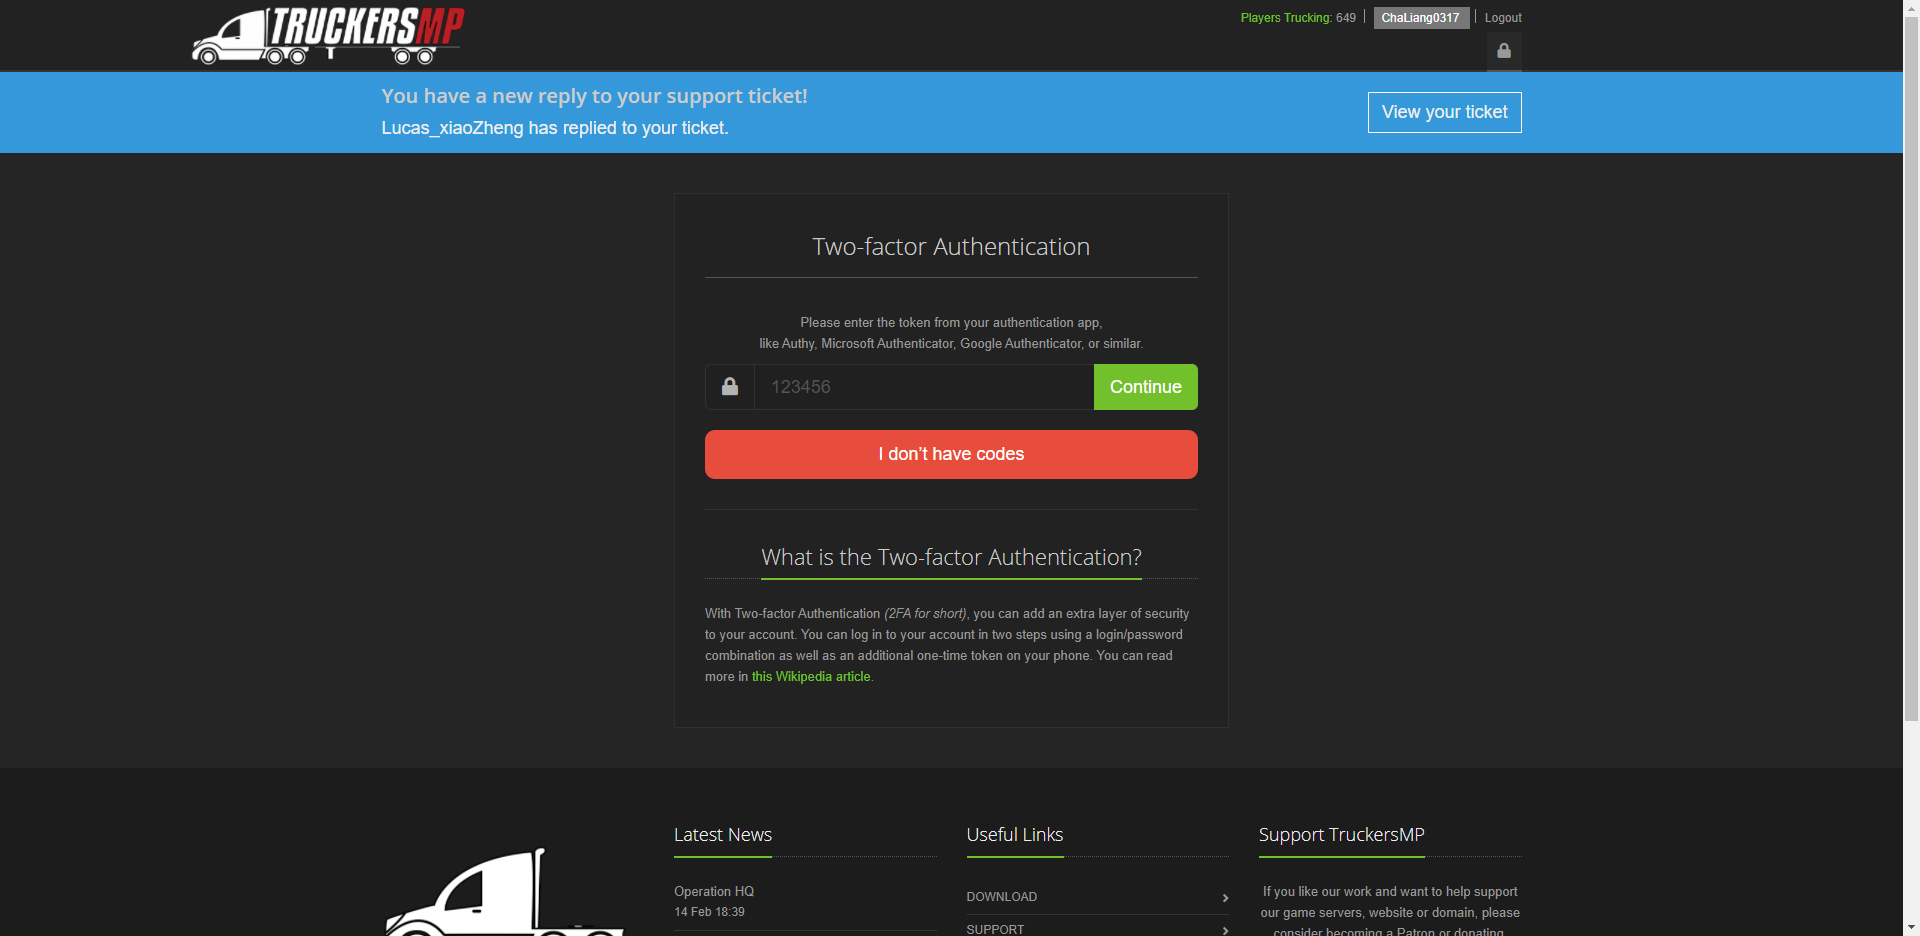 TRUCKERSMP
Players Trucking: 649
ChaLiang0317
Logout
You have a new reply to your support ticket!
Lucas_xiaoZheng has replied to your ticket.
View your ticket
Two-factor Authentication
Please enter the token from your authentication app,
like Authy, Microsoft Authenticator, Google Authenticator, or similar.
123456
Continue
I don’t have codes
What is the Two-factor Authentication?
With Two-factor Authentication (2FA for short), you can add an extra layer of security
to your account. You can log in to your account in two steps using a login/password
combination as well as an additional one-time token on your phone. You can read
more in this Wikipedia article.
Latest News
Operation HQ
14 Feb 18:39
Useful Links
DOWNLOAD
SUPPORT
Support TruckersMP
If you like our work and want to help support
our game servers, website or domain, please
consider becoming a Patron or donating